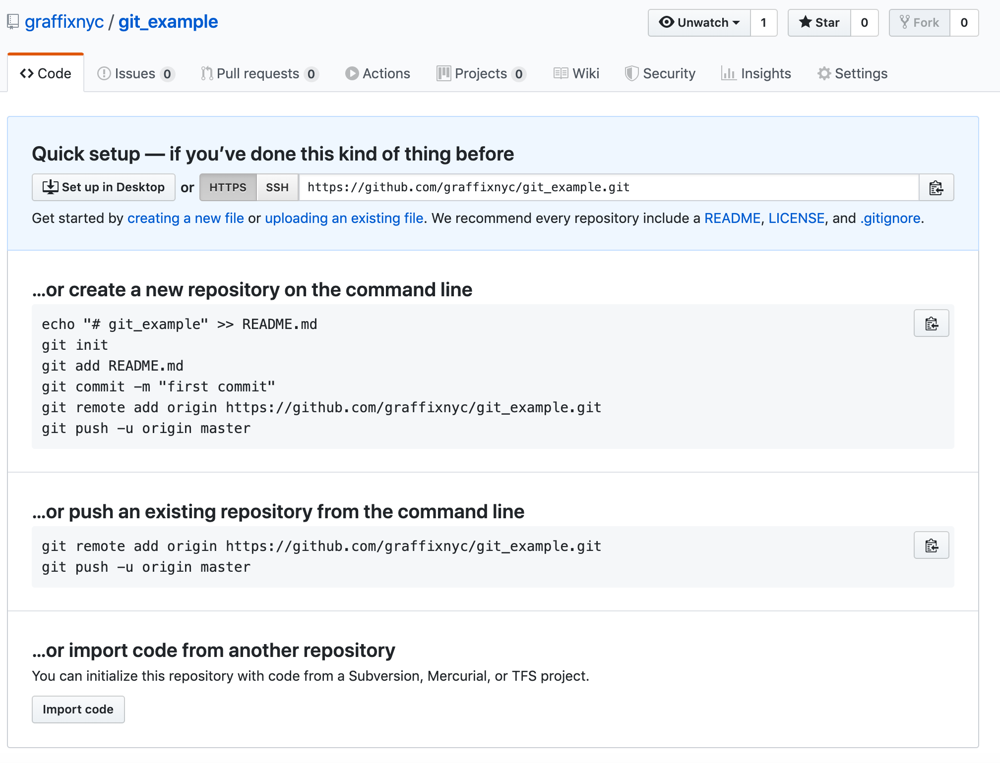 graffixnyc / git_example
Unwatch 1 Star 0 Fork 0
Code Issues 0 Pull requests 0 Actions Projects 0 Wiki Security Insights Settings
Quick setup — if you’ve done this kind of thing before
Set up in Desktop or HTTPS SSH https://github.com/graffixnyc/git_example.git
Get started by creating a new file or uploading an existing file. We recommend every repository include a README, LICENSE, and .gitignore.
…or create a new repository on the command line
echo "# git_example" >> README.md
git init
git add README.md
git commit -m "first commit"
git remote add origin https://github.com/graffixnyc/git_example.git
git push -u origin master
…or push an existing repository from the command line
git remote add origin https://github.com/graffixnyc/git_example.git
git push -u origin master
…or import code from another repository
You can initialize this repository with code from a Subversion, Mercurial, or TFS project.
Import code